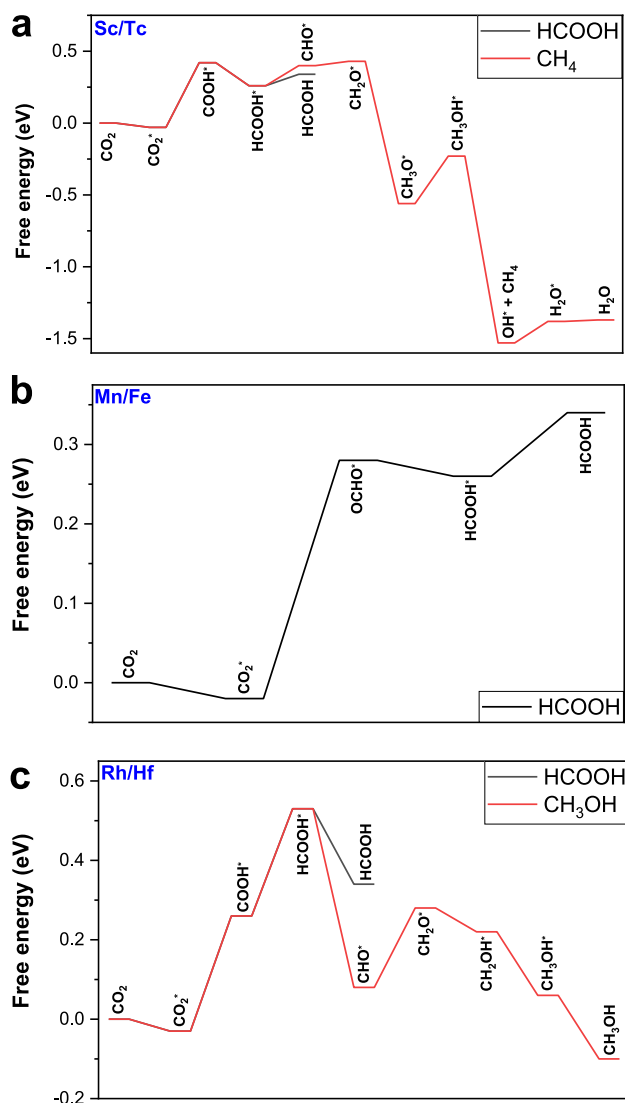 a
Sc/Tc
HCOOH
CH₄
Free energy (eV)
0.5
0.0
-0.5
-1.0
-1.5
CO₂
CO₂*
COOH*
HCOOH*
CHO*
HCOOH
CH₂O*
CH₃O*
CH₃OH*
OH* + CH₄
H₂O*
H₂O
b
Mn/Fe
Free energy (eV)
0.3
0.2
0.1
0.0
CO₂
CO₂*
OCHO*
HCOOH*
HCOOH
HCOOH
c
Rh/Hf
HCOOH
CH₃OH
Free energy (eV)
0.6
0.4
0.2
0.0
-0.2
CO₂
CO₂*
COOH*
HCOOH*
HCOOH
CHO*
CH₂O*
CH₂OH*
CH₃OH*
CH₃OH